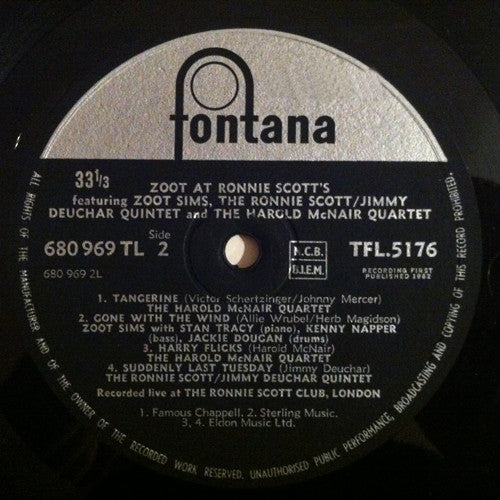 fontana
33 1/3
ZOOT AT RONNIE SCOTT'S
featuring ZOOT SIMS, THE RONNIE SCOTT/JIMMY
DEUCHAR QUINTET and THE HAROLD McNAIR QUARTET
680 969 TL
Side
2
N.C.B.
B.I.E.M.
TFL.5176
680 969 2L
RECORDING FIRST
PUBLISHED 1962
1. TANGERINE (Victor Schertzinger/Johnny Mercer)
THE HAROLD McNAIR QUARTET
2. GONE WITH THE WIND (Allie Wrubel/Herb Magidson)
ZOOT SIMS with STAN TRACY (piano), KENNY NAPPER
(bass), JACKIE DOUGAN (drums)
3. HARRY FLICKS (Harold McNair)
THE HAROLD McNAIR QUARTET
4. SUDDENLY LAST TUESDAY (Jimmy Deuchar)
THE RONNIE SCOTT/JIMMY DEUCHAR QUINTET
Recorded live at THE RONNIE SCOTT CLUB, LONDON
1. Famous Chappell. 2. Sterling Music.
3, 4. Eldon Music Ltd.
ALL RIGHTS OF THE MANUFACTURER AND OF THE OWNER OF THE RECORDED WORK RESERVED. UNAUTHORISED PUBLIC PERFORMANCE, BROADCASTING AND COPYING OF THIS RECORD PROHIBITED.